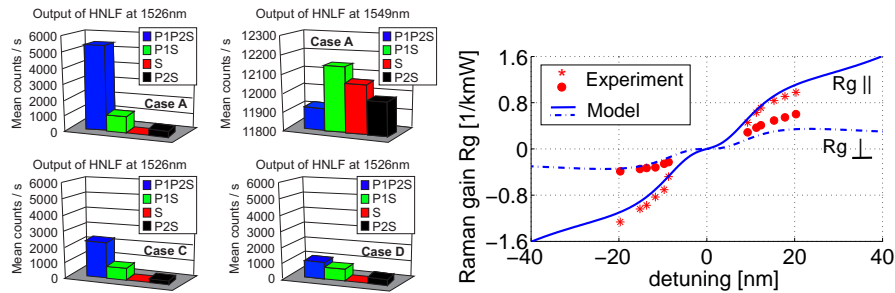 Output of HNLF at 1526nm
Mean counts / s
6000
5000
4000
3000
2000
1000
0
P1P2S
P1S
S
P2S
Case A
Output of HNLF at 1549nm
Mean counts / s
12300
12200
12100
12000
11900
11800
Case A
P1P2S
P1S
S
P2S
Output of HNLF at 1526nm
Mean counts / s
6000
5000
4000
3000
2000
1000
0
P1P2S
P1S
S
P2S
Case C
Output of HNLF at 1526nm
Mean counts / s
6000
5000
4000
3000
2000
1000
0
P1P2S
P1S
S
P2S
Case D
Raman gain Rg [1/kmW]
1.6
0.8
0
−0.8
−1.6
Experiment
Model
Rg ||
Rg ⊥
−40
−20
0
20
40
detuning [nm]